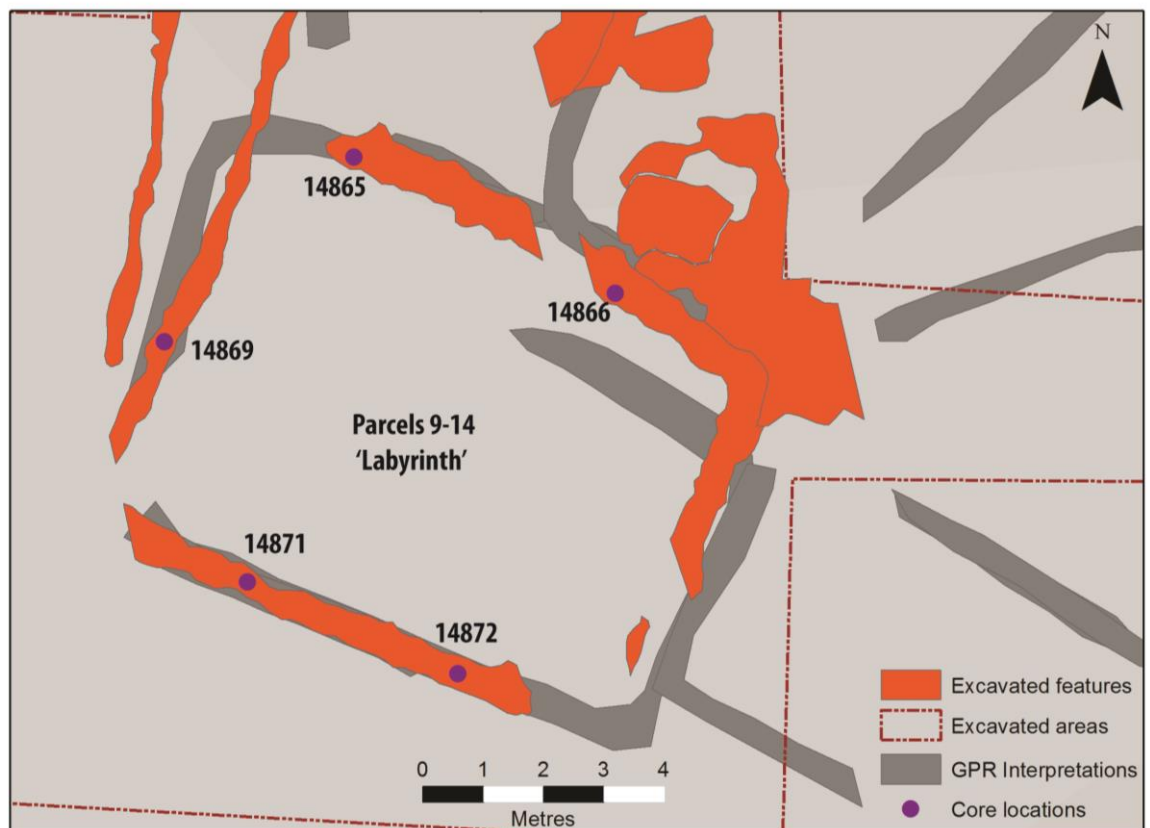 N
14865
14866
14869
Parcels 9-14
‘Labyrinth’
14871
14872
Excavated features
Excavated areas
GPR Interpretations
Core locations
0 1 2 3 4
Metres